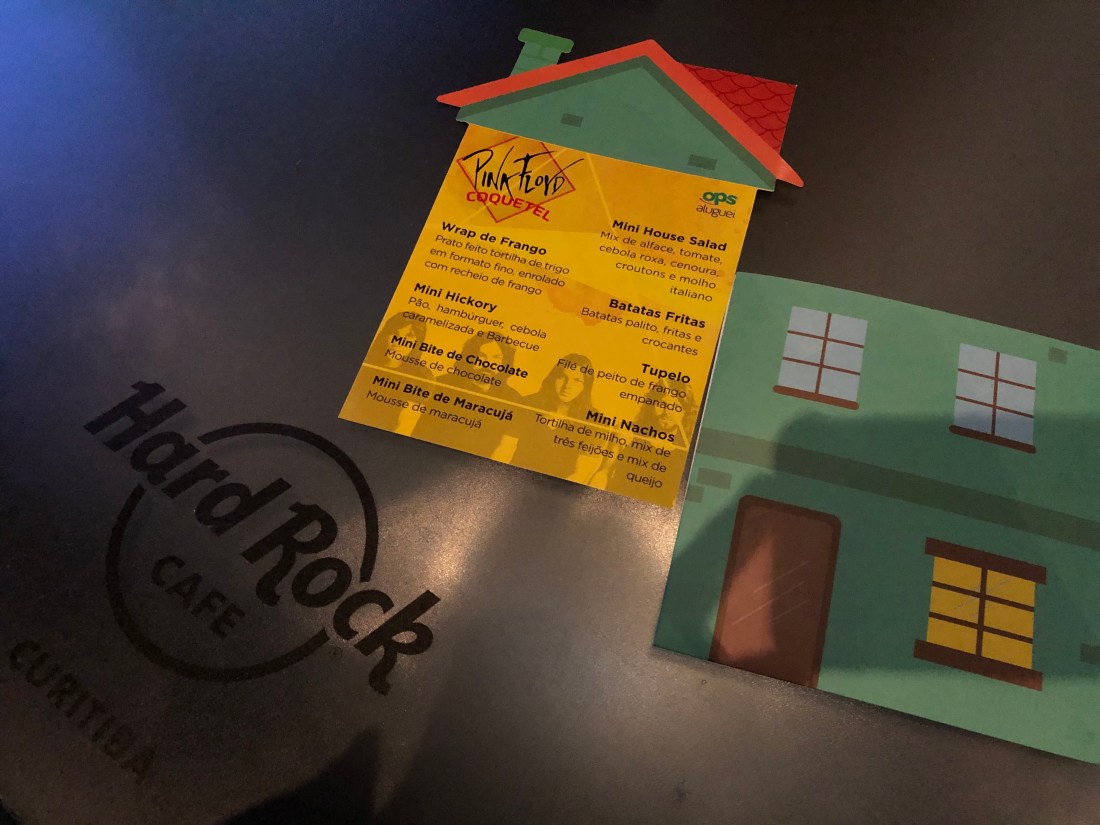 PINK FLOYD
COQUETEL
Wrap de Frango
Prato feito tortilha de trigo
em formato fino, enrolado
com recheio de frango
Mini Hickory
Pão, hambúrguer, cebola
caramelizada e Barbecue
Mini Bite de Chocolate
Mousse de chocolate
Mini Bite de Maracujá
Mousse de maracujá
ops
aluguei
Mini House Salad
Mix de alface, tomate,
cebola roxa, cenoura,
croutons e molho
italiano
Batatas Fritas
Batatas palito, fritas e
crocantes
Tupelo
Filé de peito de frango
empanado
Mini Nachos
Tortilha de milho, mix de
três feijões e mix de
queijo
Hard Rock
CAFE
CURITIBA